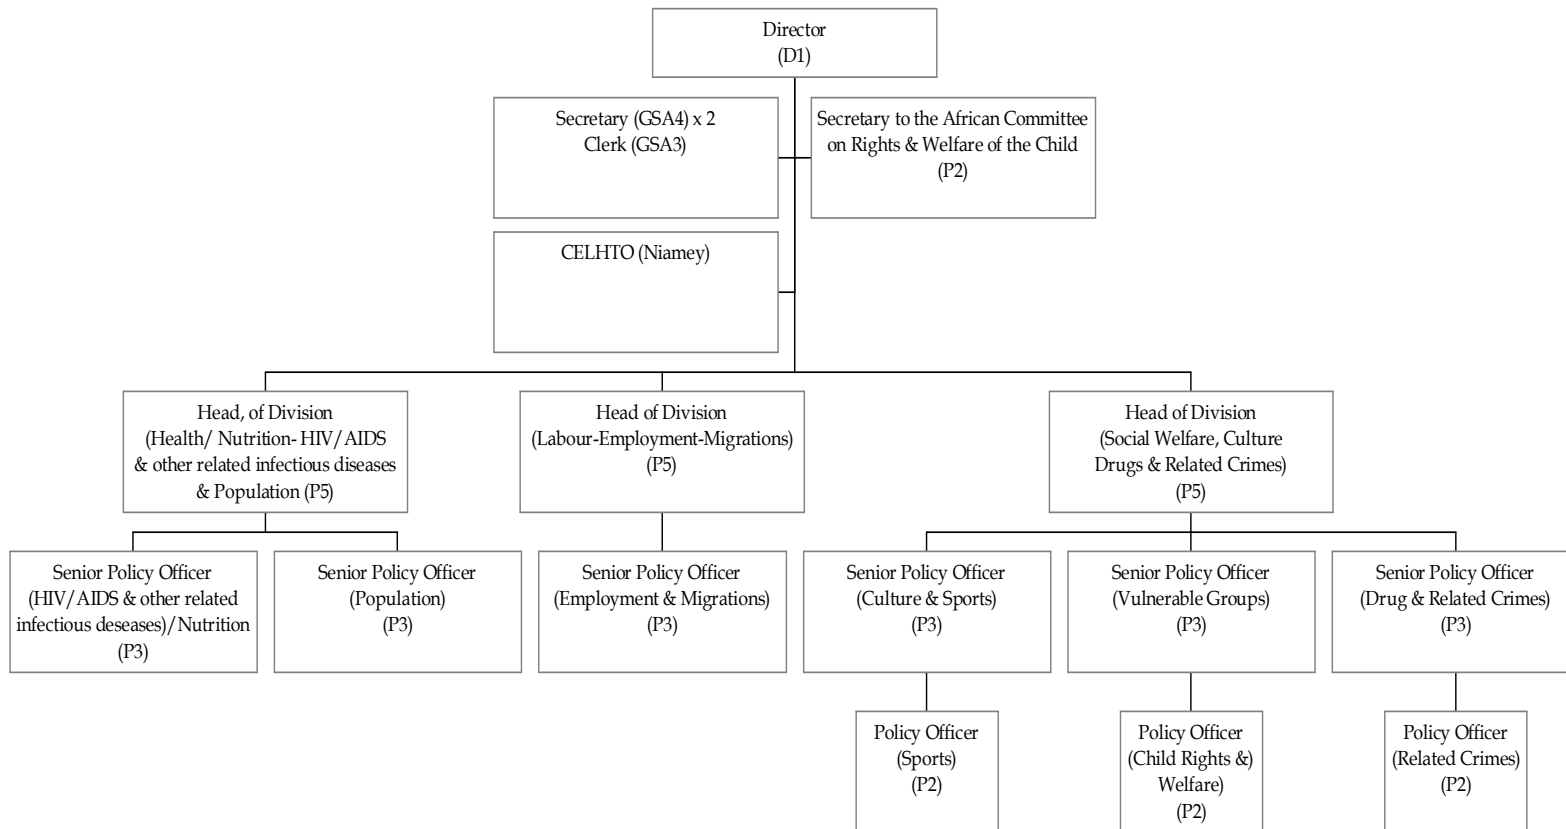 Director
(D1)
Secretary (GSA4) x 2
Clerk (GSA3)
Secretary to the African Committee
on Rights & Welfare of the Child
(P2)
CELHTO (Niamey)
Head, of Division
(Health/ Nutrition- HIV/AIDS
& other related infectious diseases
& Population (P5)
Head of Division
(Labour-Employment-Migrations)
(P5)
Head of Division
(Social Welfare, Culture
Drugs & Related Crimes)
(P5)
Senior Policy Officer
(HIV/AIDS & other related
infectious deseases)/Nutrition
(P3)
Senior Policy Officer
(Population)
(P3)
Senior Policy Officer
(Employment & Migrations)
(P3)
Senior Policy Officer
(Culture & Sports)
(P3)
Senior Policy Officer
(Vulnerable Groups)
(P3)
Senior Policy Officer
(Drug & Related Crimes)
(P3)
Policy Officer
(Sports)
(P2)
Policy Officer
(Child Rights &)
Welfare)
(P2)
Policy Officer
(Related Crimes)
(P2)